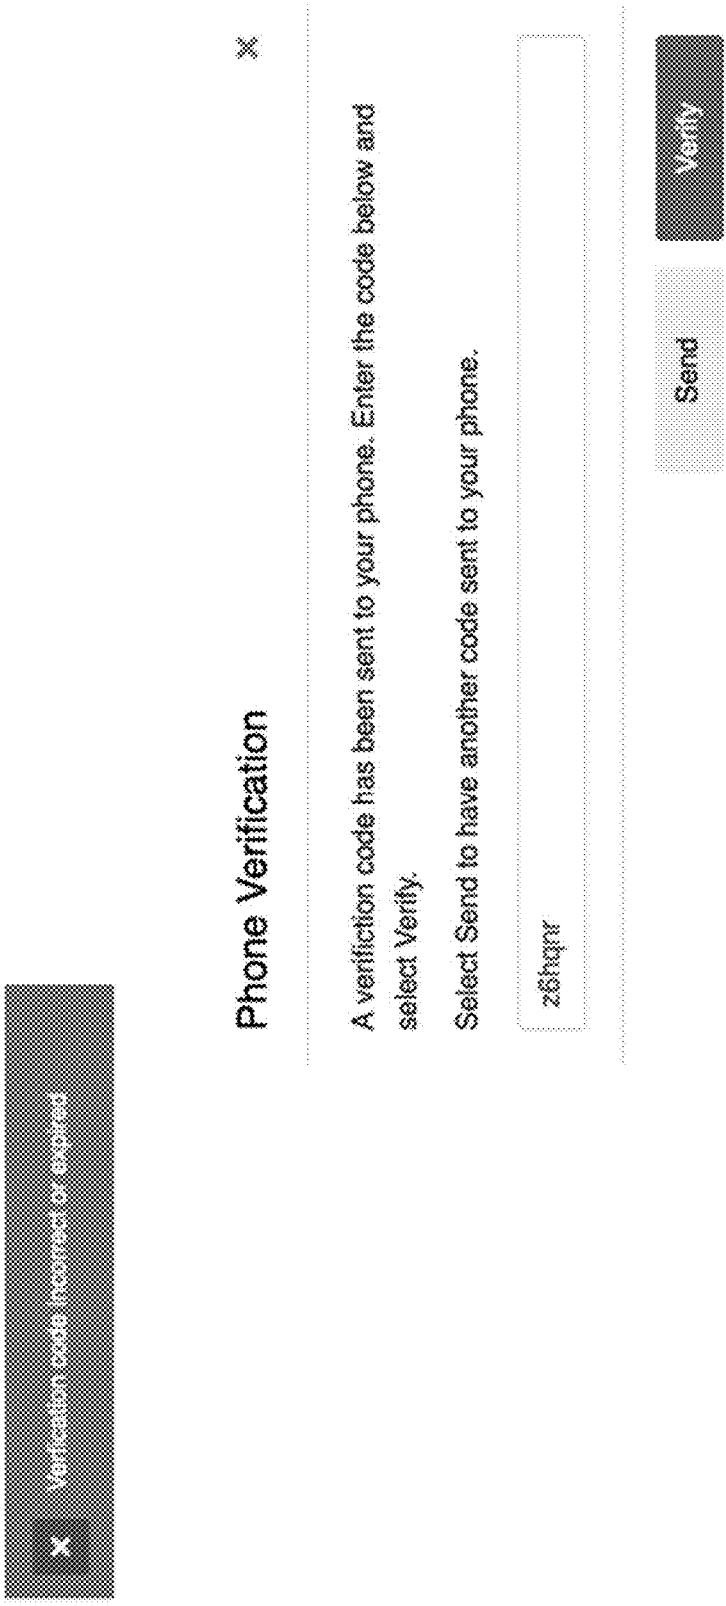 X Verification code incorrect or expired
Phone Verification X
A verifiction code has been sent to your phone. Enter the code below and
select Verify.
Select Send to have another code sent to your phone.
z6hqnr
Send Verify